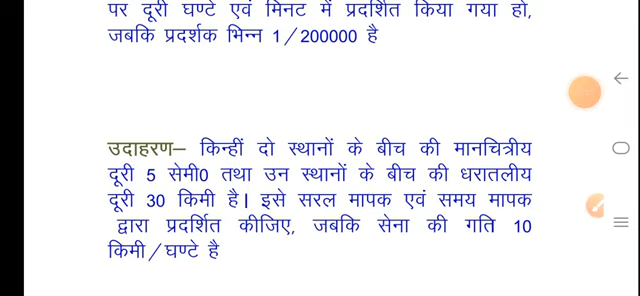 पर दूरी घण्टे एवं मिनट में प्रदर्शित किया गया हो,
जबकि प्रदर्शक भिन्न 1/200000 है
उदाहरण– किन्हीं दो स्थानों के बीच की मानचित्रीय
दूरी 5 सेमी0 तथा उन स्थानों के बीच की धरातलीय
दूरी 30 किमी है। इसे सरल मापक एवं समय मापक
द्वारा प्रदर्शित कीजिए, जबकि सेना की गति 10
किमी/घण्टे है